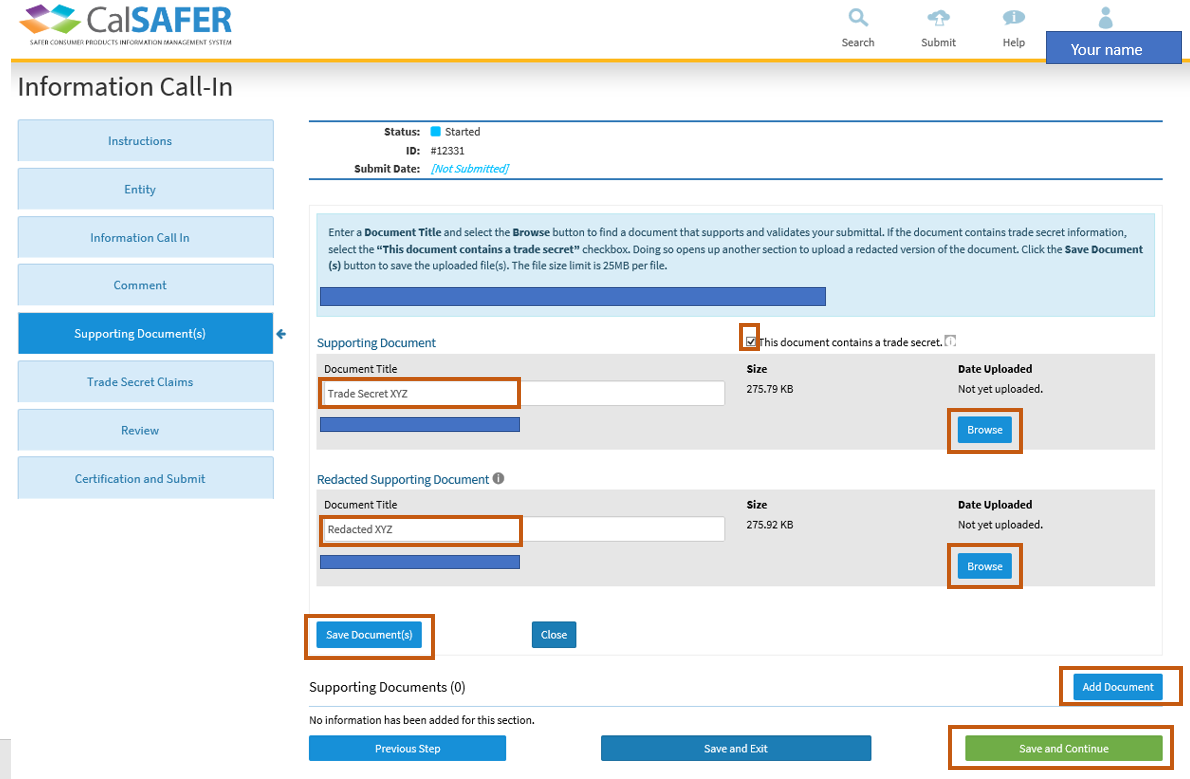 CalSAFER
SAFER CONSUMER PRODUCTS INFORMATION MANAGEMENT SYSTEM
Search
Submit
Help
Your name
Information Call-In
Instructions
Entity
Information Call In
Comment
Supporting Document(s)
Trade Secret Claims
Review
Certification and Submit
Status: Started
ID: #12331
Submit Date: [Not Submitted]
Enter a Document Title and select the Browse button to find a document that supports and validates your submittal. If the document contains trade secret information,
select the “This document contains a trade secret” checkbox. Doing so opens up another section to upload a redacted version of the document. Click the Save Document
(s) button to save the uploaded file(s). The file size limit is 25MB per file.
Supporting Document
This document contains a trade secret.
Document Title Size Date Uploaded
Trade Secret XYZ 275.79 KB Not yet uploaded.
Browse
Redacted Supporting Document
Document Title Size Date Uploaded
Redacted XYZ 275.92 KB Not yet uploaded.
Browse
Save Document(s) Close
Supporting Documents (0) Add Document
No information has been added for this section.
Previous Step Save and Exit Save and Continue